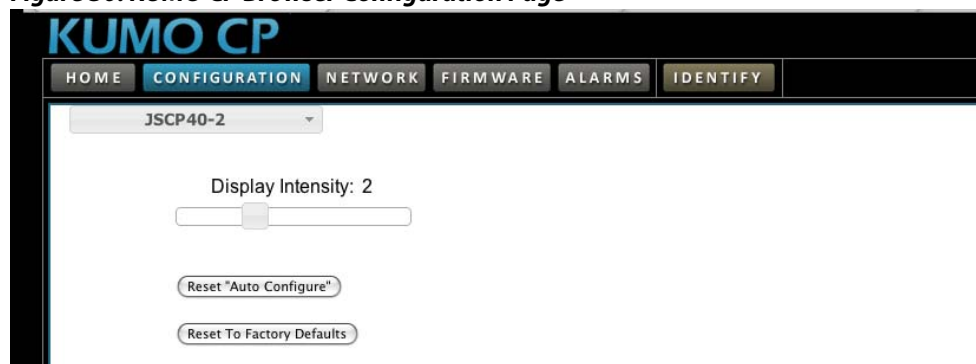 KUMO CP
HOME CONFIGURATION NETWORK FIRMWARE ALARMS IDENTIFY
JSCP40-2
Display Intensity: 2
Reset "Auto Configure"
Reset To Factory Defaults